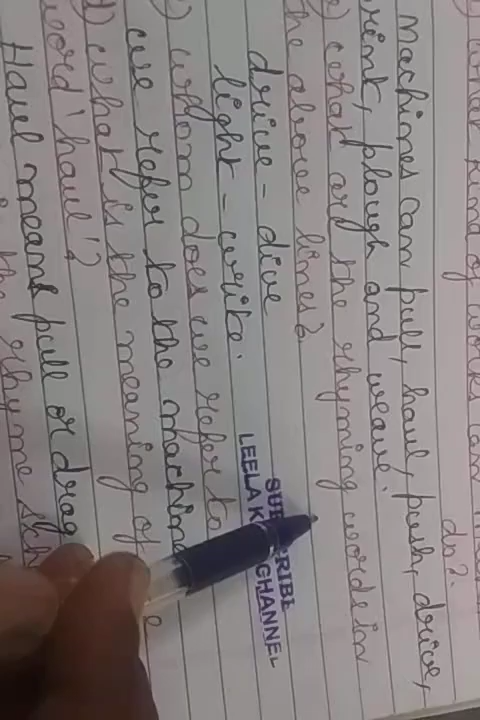 What kind of works can
do?
machines can pull, haul, push, drive,
print, plough and weave.
what are the rhyming words in
the above lines?
drive - dive
light - write.
c) whom does we refer to
we refer to the machine
d) what is the meaning of
word 'haul'?
Haul means pull or drag
rhyme
SUBSCRIBE
LEELA CHANNEL